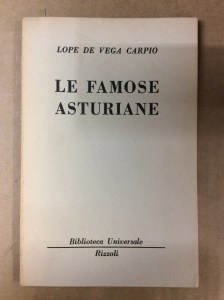 LOPE DE VEGA CARPIO
LE FAMOSE
ASTURIANE
Biblioteca Universale
Rizzoli